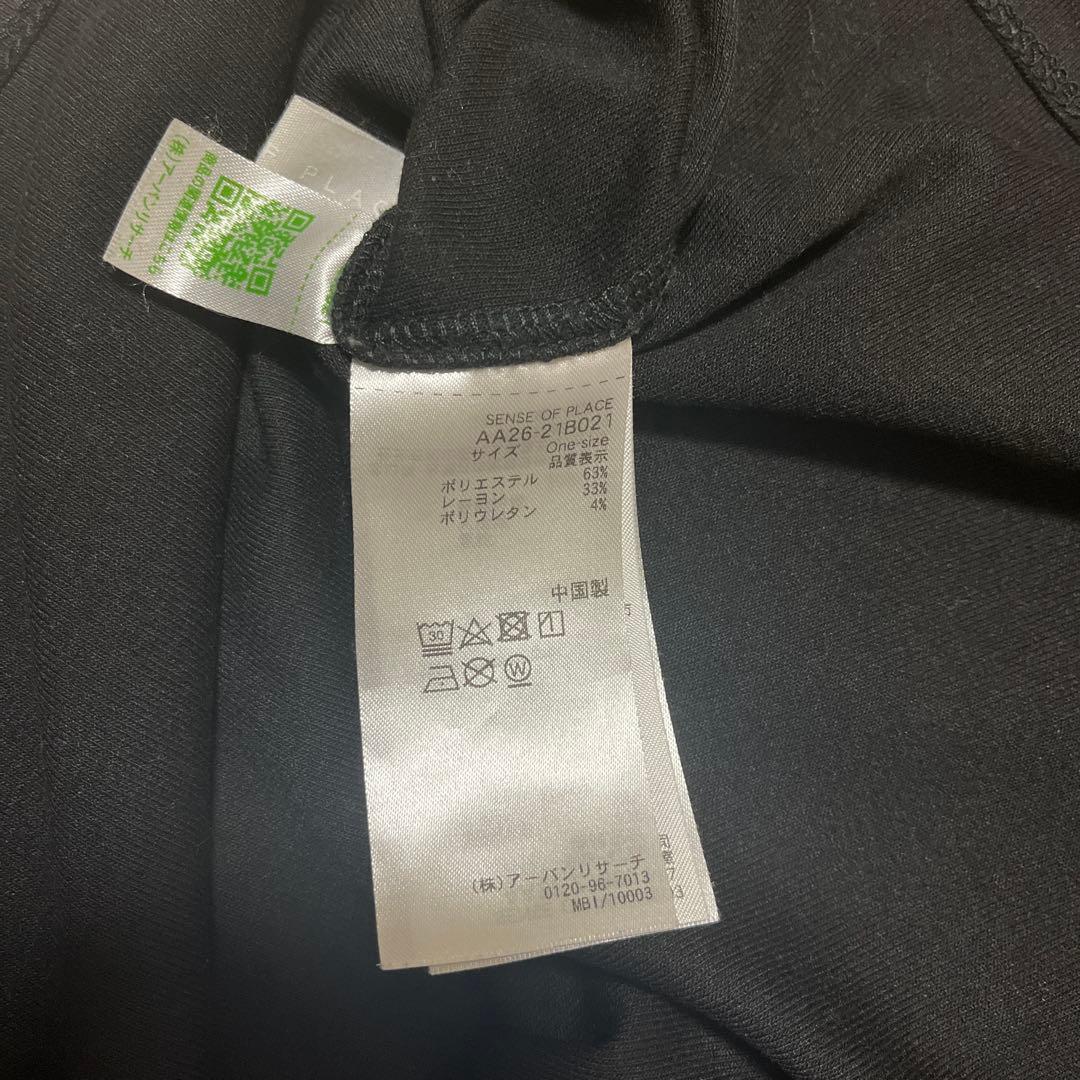 (株)アーバンリサーチ
PLAC
SENSE OF PLACE
AA26-21B021
サイズ One-size
品質表示
ポリエステル 63%
レーヨン 33%
ポリウレタン 4%
中国製
30
W
(株)アーバンリサーチ
0120-96-7013
MBI/10003